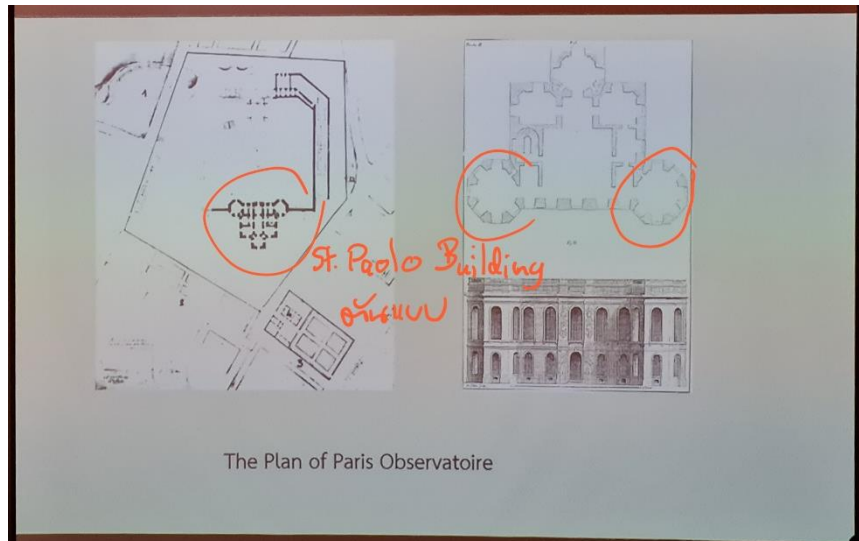 St. Paolo Building
ต้นแบบ
The Plan of Paris Observatoire